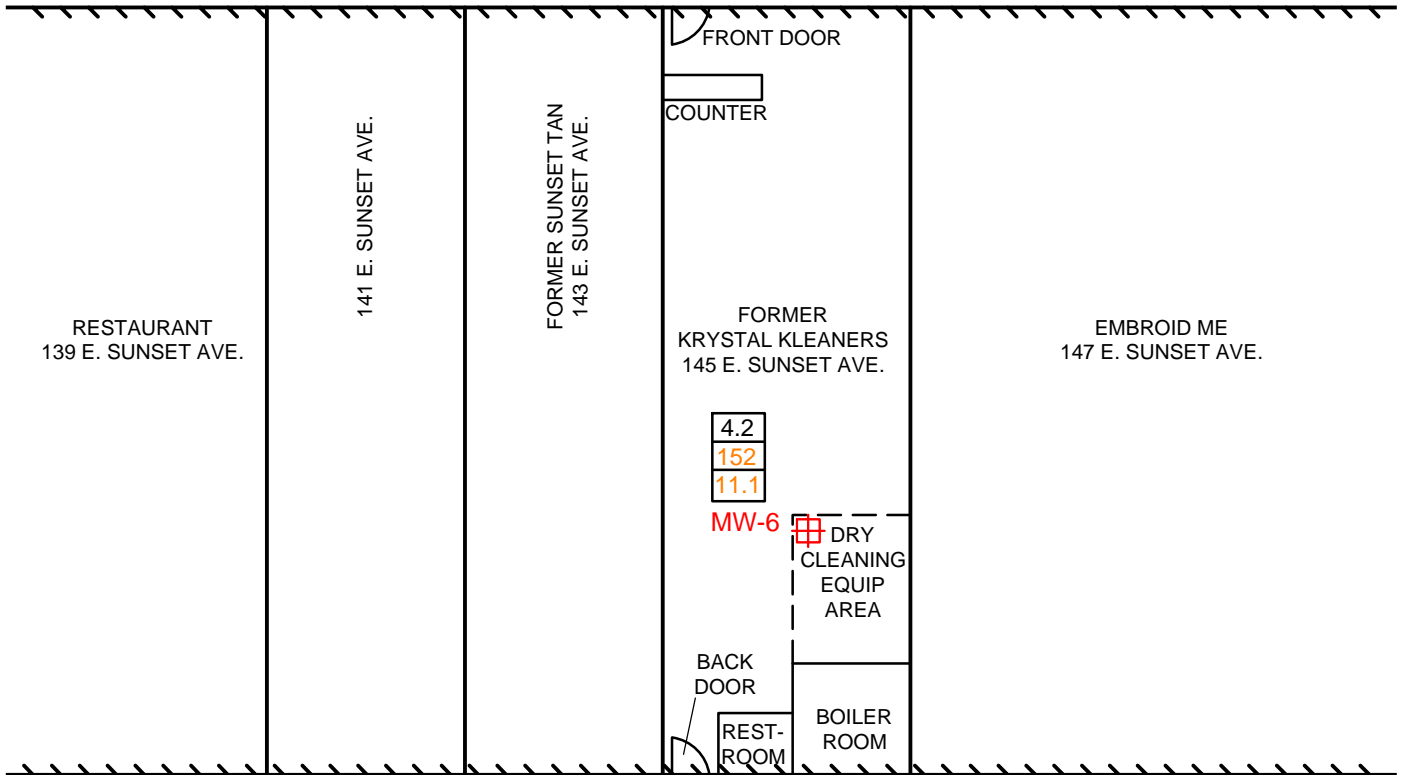 FRONT DOOR
COUNTER
141 E. SUNSET AVE.
FORMER SUNSET TAN
143 E. SUNSET AVE.
RESTAURANT
139 E. SUNSET AVE.
FORMER
KRYSTAL KLEANERS
145 E. SUNSET AVE.
EMBROID ME
147 E. SUNSET AVE.
4.2
152
11.1
MW-6
DRY
CLEANING
EQUIP
AREA
BACK
DOOR
REST-
ROOM
BOILER
ROOM